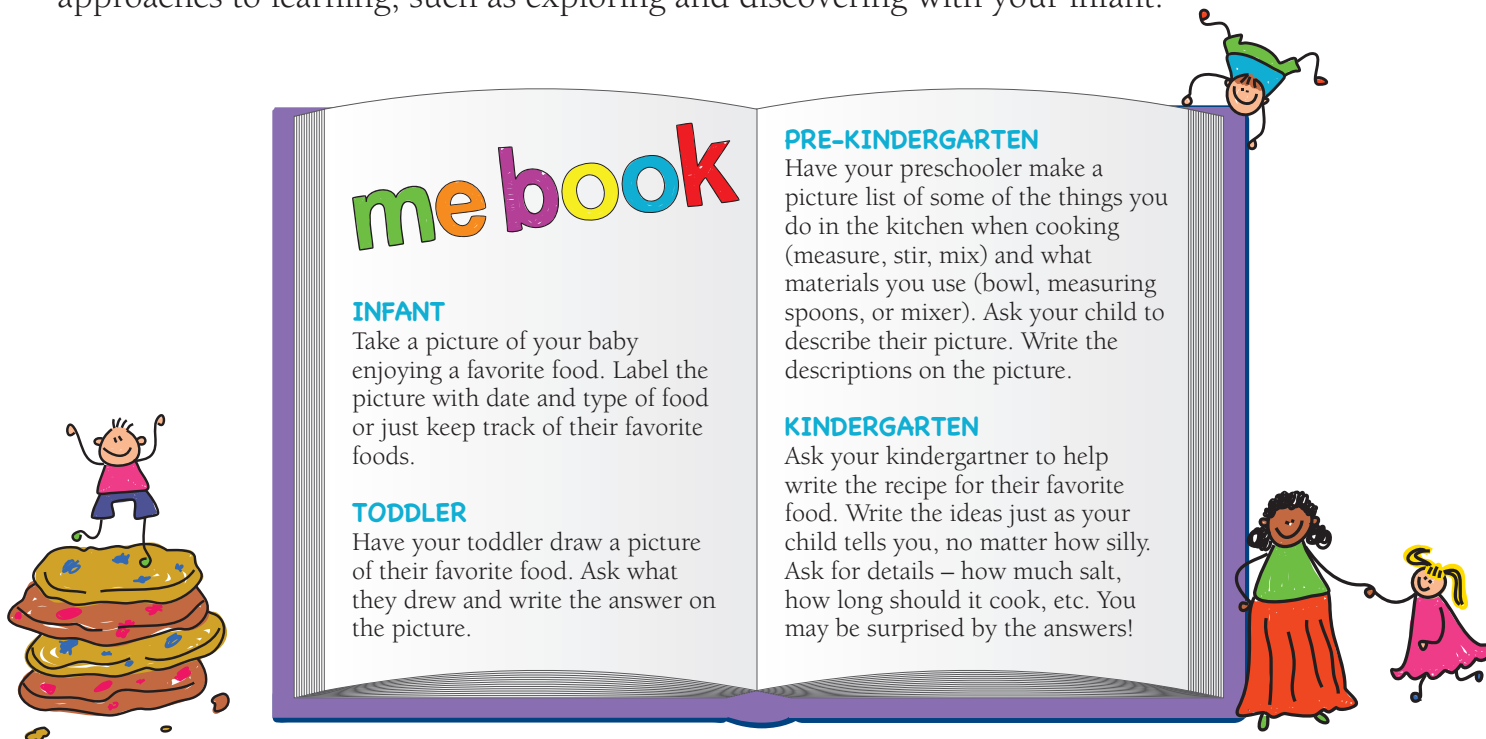 approaches to learning, such as exploring and discovering with your infant.
me book
INFANT
Take a picture of your baby
enjoying a favorite food. Label the
picture with date and type of food
or just keep track of their favorite
foods.
TODDLER
Have your toddler draw a picture
of their favorite food. Ask what
they drew and write the answer on
the picture.
PRE-KINDERGARTEN
Have your preschooler make a
picture list of some of the things you
do in the kitchen when cooking
(measure, stir, mix) and what
materials you use (bowl, measuring
spoons, or mixer). Ask your child to
describe their picture. Write the
descriptions on the picture.
KINDERGARTEN
Ask your kindergartner to help
write the recipe for their favorite
food. Write the ideas just as your
child tells you, no matter how silly.
Ask for details – how much salt,
how long should it cook, etc. You
may be surprised by the answers!